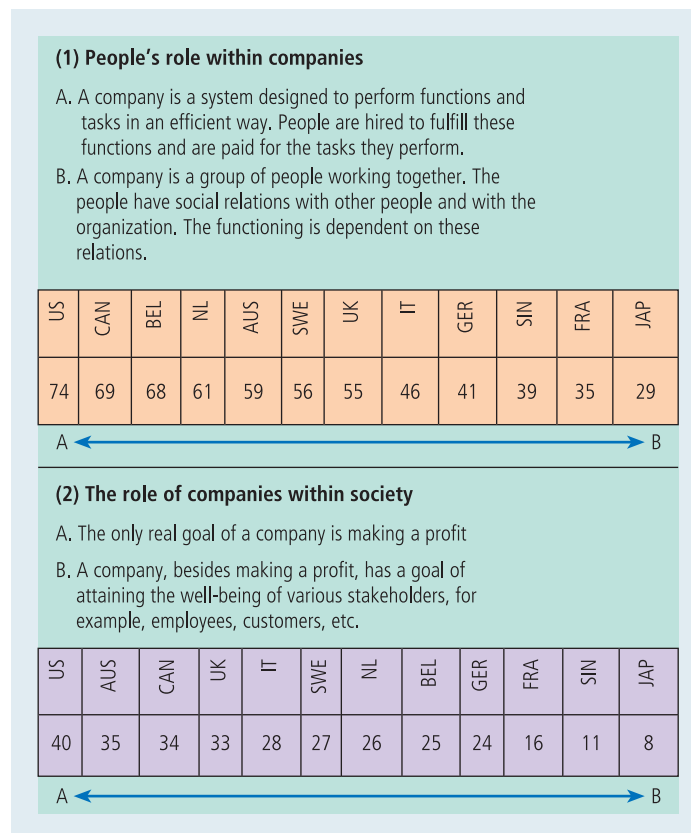 (1) People's role within companies
A. A company is a system designed to perform functions and
tasks in an efficient way. People are hired to fulfill these
functions and are paid for the tasks they perform.
B. A company is a group of people working together. The
people have social relations with other people and with the
organization. The functioning is dependent on these
relations.
US CAN BEL NL AUS SWE UK IT GER SIN FRA JAP
74 69 68 61 59 56 55 46 41 39 35 29
A B
(2) The role of companies within society
A. The only real goal of a company is making a profit
B. A company, besides making a profit, has a goal of
attaining the well-being of various stakeholders, for
example, employees, customers, etc.
US AUS CAN UK IT SWE NL BEL GER FRA SIN JAP
40 35 34 33 28 27 26 25 24 16 11 8
A B